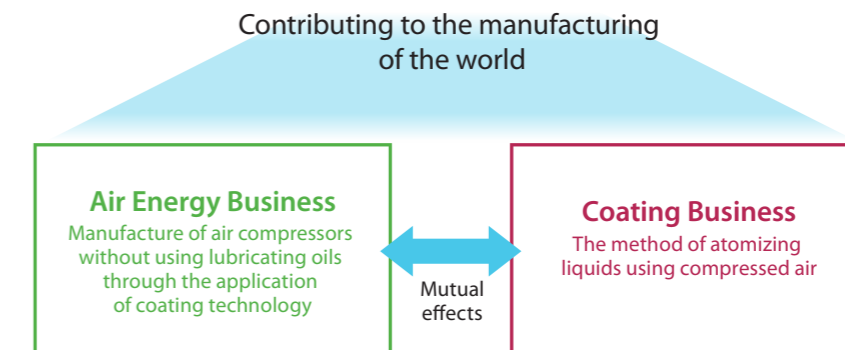 Contributing to the manufacturing
of the world
Air Energy Business
Manufacture of air compressors
without using lubricating oils
through the application
of coating technology
Mutual
effects
Coating Business
The method of atomizing
liquids using compressed air